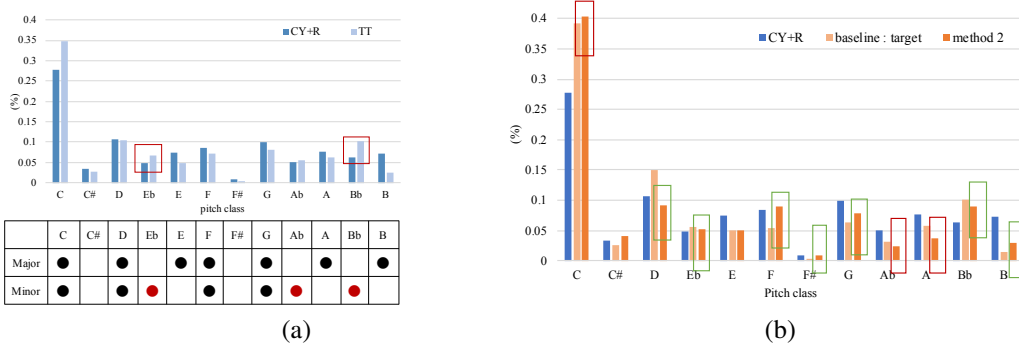 CY+R TT
0.4
0.35
0.3
0.25
0.2
0.15
0.1
0.05
0
(%)
C C# D Eb E F F# G Ab A Bb B
pitch class
C C# D Eb E F F# G Ab A Bb B
Major
Minor
(a)
CY+R baseline : target method 2
0.4
0.35
0.3
0.25
0.2
0.15
0.1
0.05
0
(%)
C C# D Eb E F F# G Ab A Bb B
Pitch class
(b)